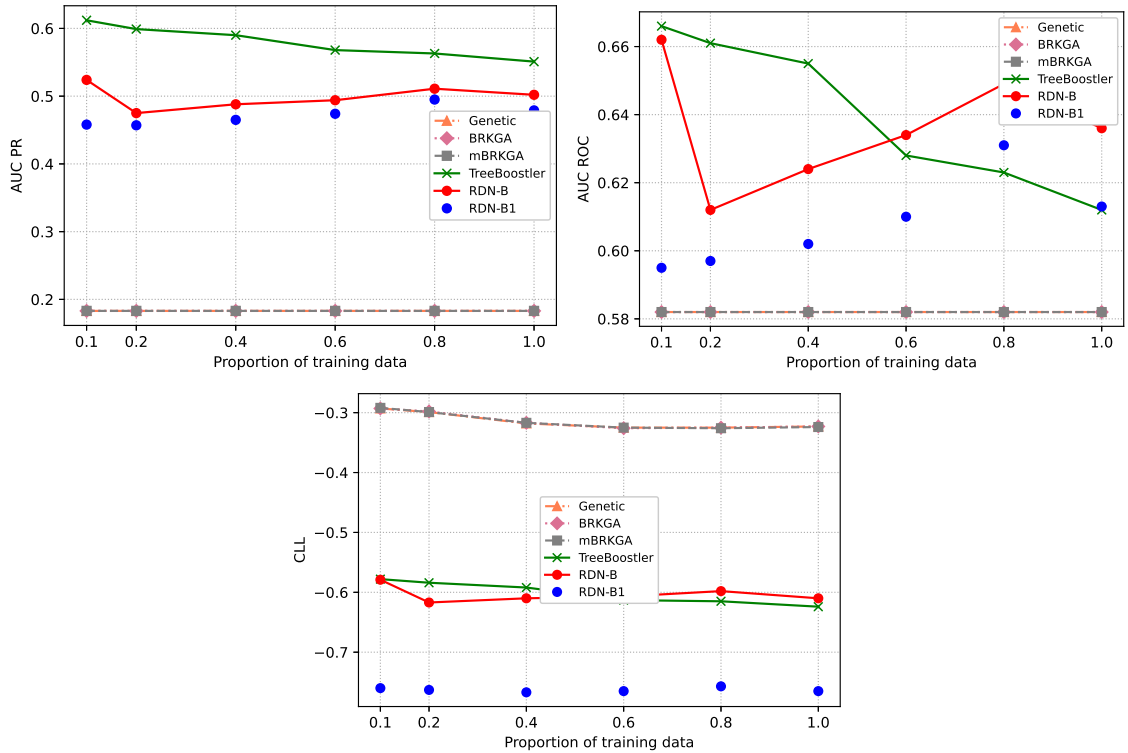 0.6
0.5
0.4
0.3
0.2
AUC PR
Genetic
BRKGA
mBRKGA
TreeBoostler
RDN-B
RDN-B1
0.1 0.2 0.4 0.6 0.8 1.0
Proportion of training data
0.66
0.64
0.62
0.60
0.58
AUC ROC
Genetic
BRKGA
mBRKGA
TreeBoostler
RDN-B
RDN-B1
0.1 0.2 0.4 0.6 0.8 1.0
Proportion of training data
−0.3
−0.4
−0.5
−0.6
−0.7
CLL
Genetic
BRKGA
mBRKGA
TreeBoostler
RDN-B
RDN-B1
0.1 0.2 0.4 0.6 0.8 1.0
Proportion of training data